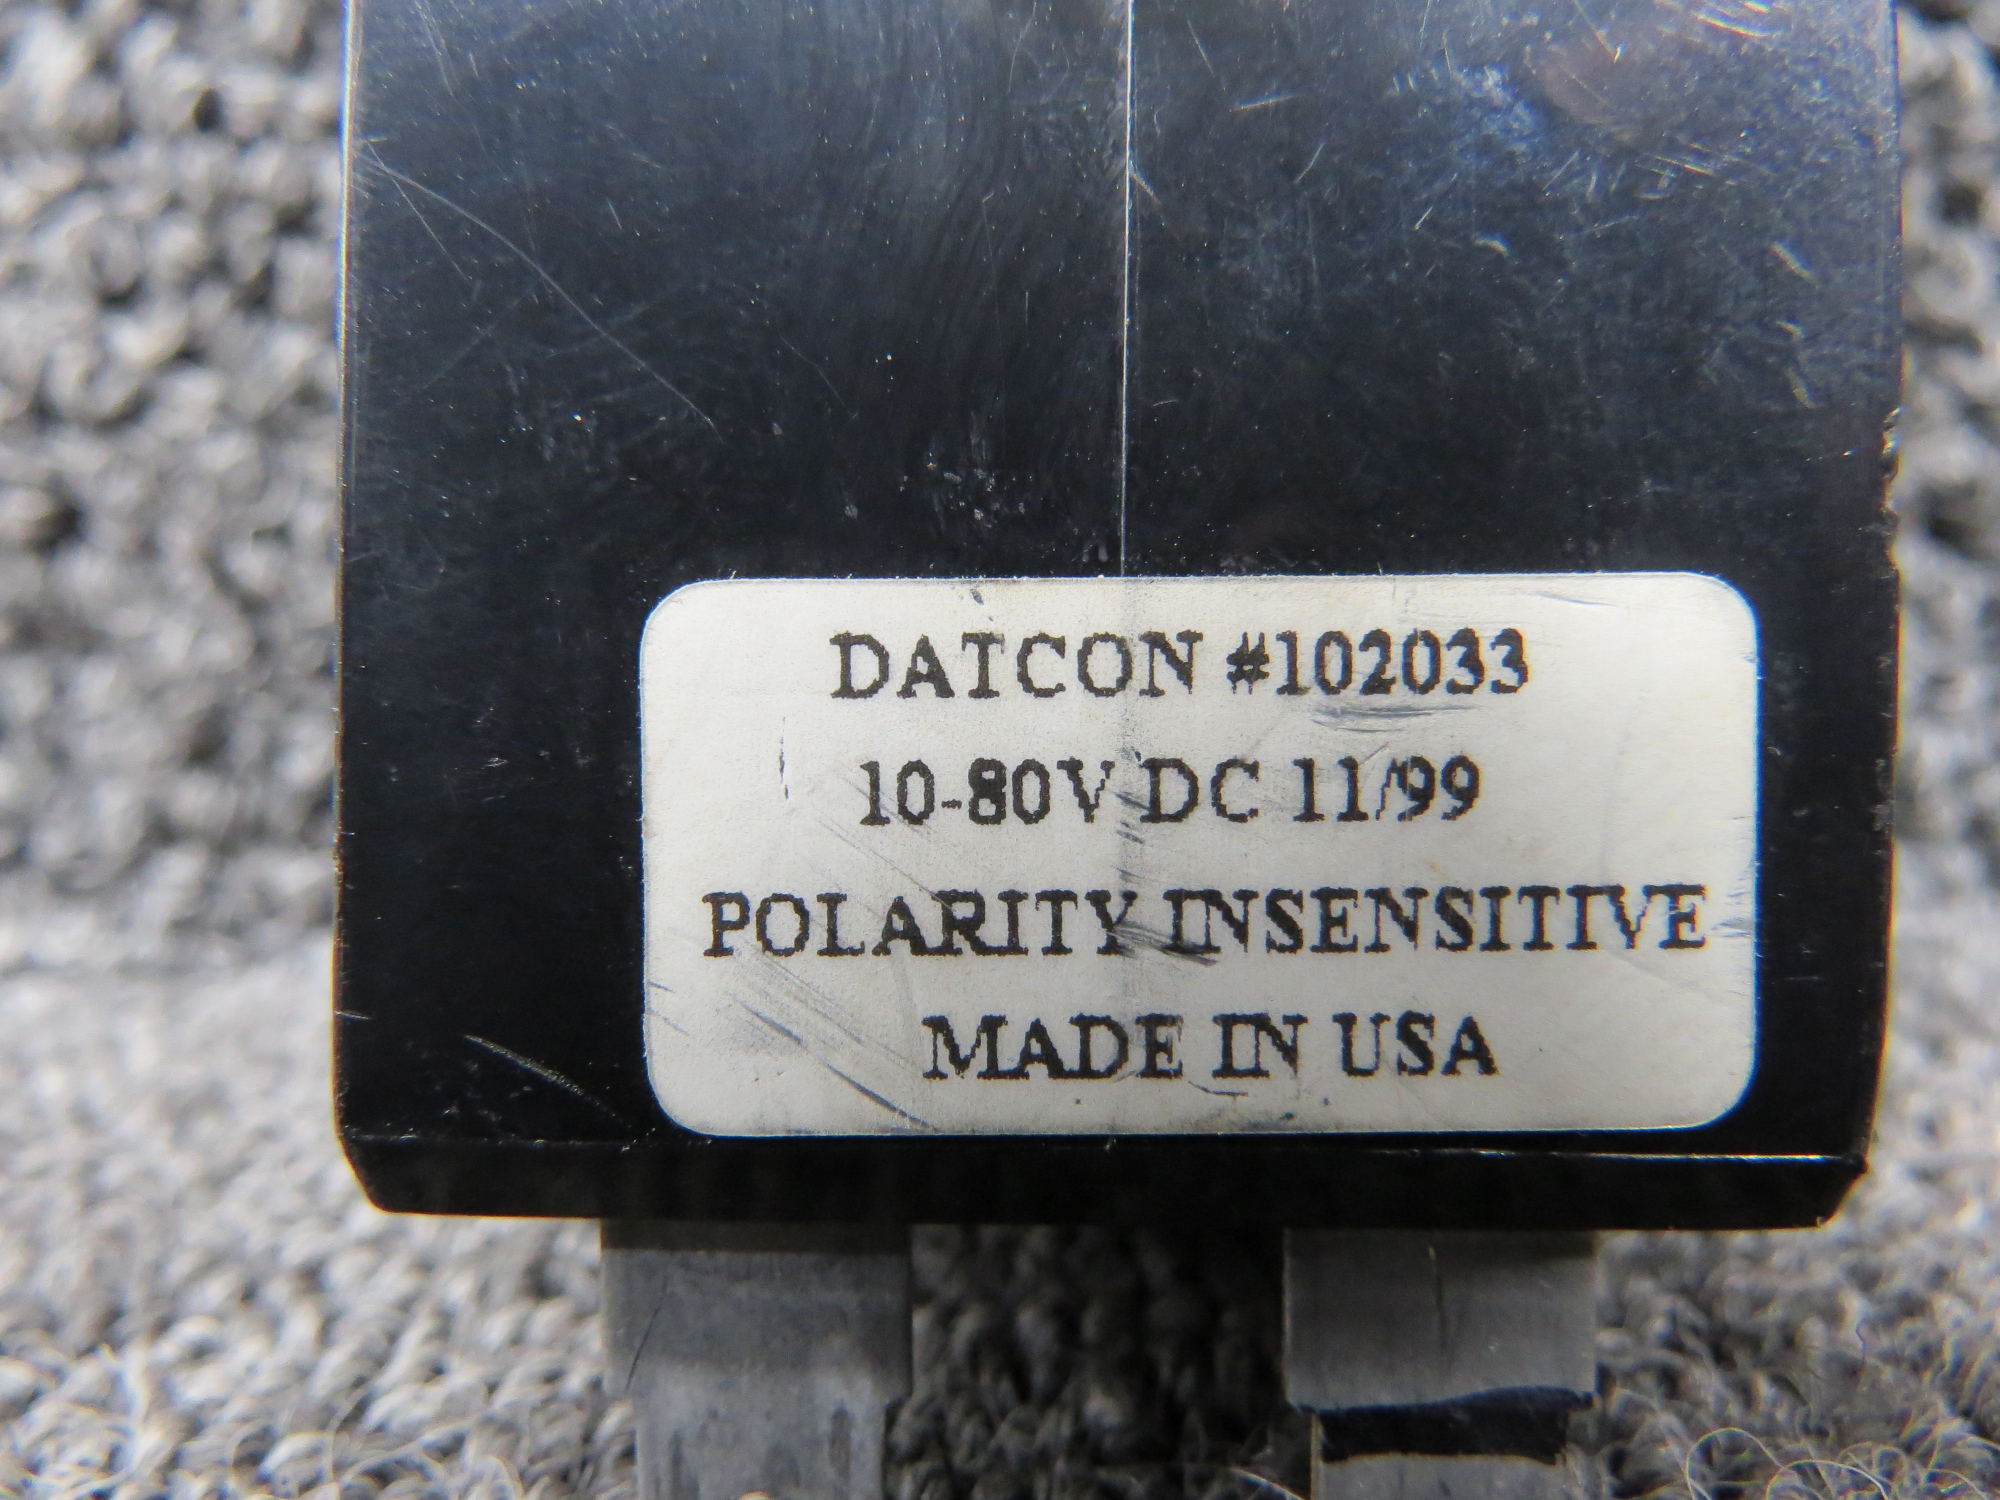 DATCON #102033
10-80V DC 11/99
POLARITY INSENSITIVE
MADE IN USA